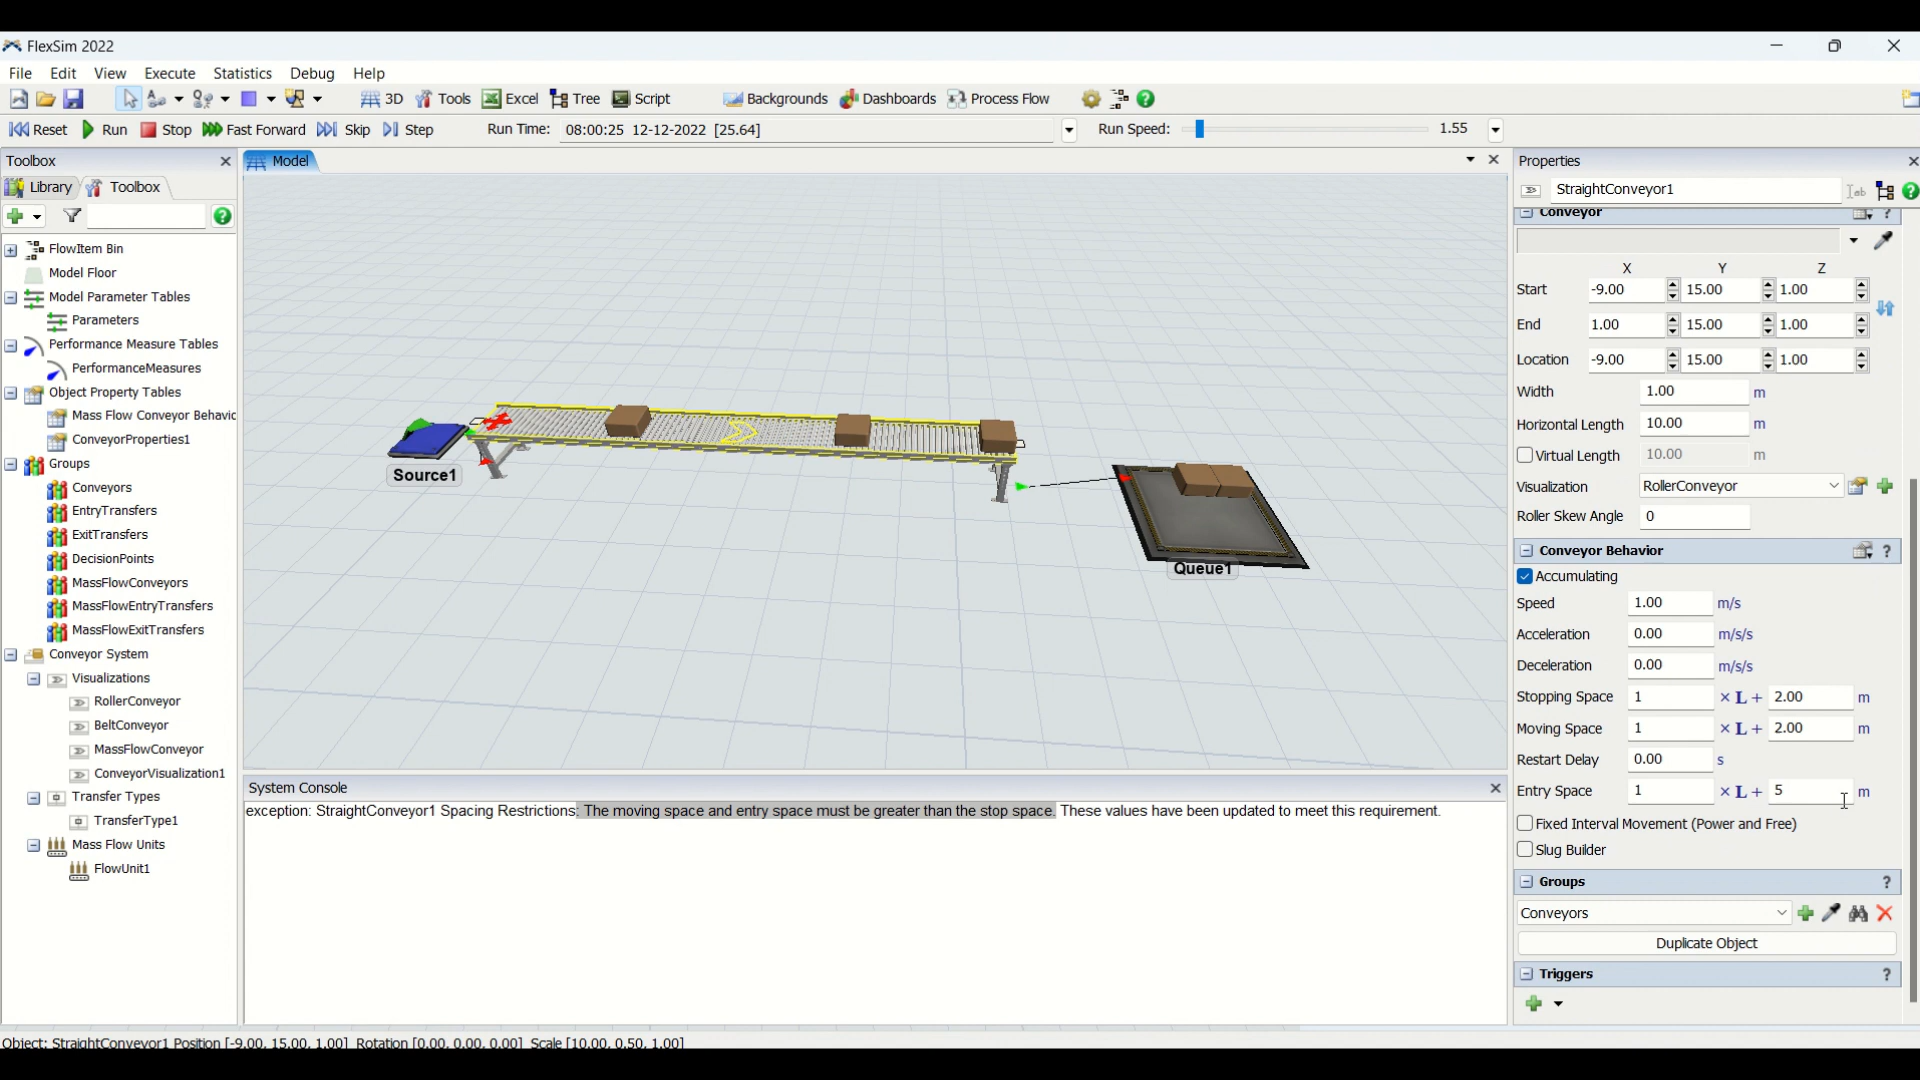 FlexSim 2022
File Edit View Execute Statistics Debug Help
3D Tools Excel Tree Script Backgrounds Dashboards Process Flow
Reset Run Stop Fast Forward Skip Step Run Time: 08:00:25 12-12-2022 [25.64] Run Speed: 1.55
Toolbox
Library Toolbox
FlowItem Bin
Model Floor
Model Parameter Tables
Parameters
Performance Measure Tables
PerformanceMeasures
Object Property Tables
Mass Flow Conveyor Behavic
ConveyorProperties1
Groups
Conveyors
EntryTransfers
ExitTransfers
DecisionPoints
MassFlowConveyors
MassFlowEntryTransfers
MassFlowExitTransfers
Conveyor System
Visualizations
RollerConveyor
BeltConveyor
MassFlowConveyor
ConveyorVisualization1
Transfer Types
TransferType1
Mass Flow Units
FlowUnit1
Model
Source1
Queue1
System Console
exception: StraightConveyor1 Spacing Restrictions: The moving space and entry space must be greater than the stop space. These values have been updated to meet this requirement.
Properties
StraightConveyor1
Conveyor ?
X Y Z
Start -9.00 15.00 1.00
End 1.00 15.00 1.00
Location -9.00 15.00 1.00
Width 1.00 m
Horizontal Length 10.00 m
Virtual Length 10.00 m
Visualization RollerConveyor
Roller Skew Angle 0
Conveyor Behavior ?
Accumulating
Speed 1.00 m/s
Acceleration 0.00 m/s/s
Deceleration 0.00 m/s/s
Stopping Space 1 × L + 2.00 m
Moving Space 1 × L + 2.00 m
Restart Delay 0.00 s
Entry Space 1 × L + 5 m
Fixed Interval Movement (Power and Free)
Slug Builder
Groups ?
Conveyors
Duplicate Object
Triggers ?
Object: StraightConveyor1 Position [-9.00, 15.00, 1.00] Rotation [0.00, 0.00, 0.00] Scale [10.00, 0.50, 1.00]